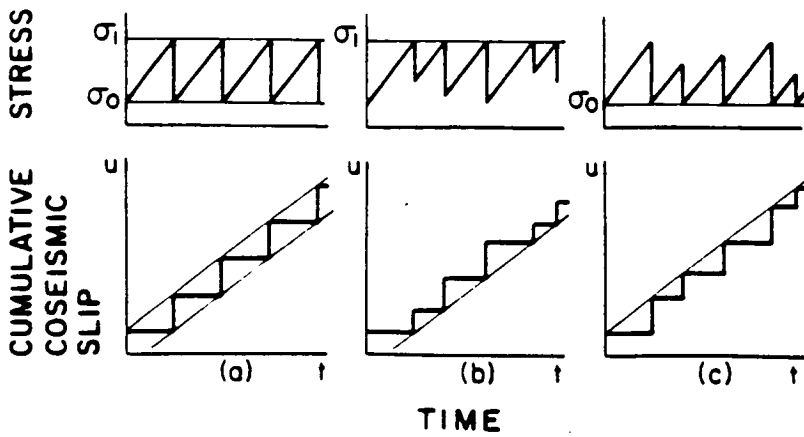 STRESS
σ1
σ0
σ1
σ0
CUMULATIVE
COSEISMIC
SLIP
u
(a)
t
u
(b)
t
u
(c)
t
TIME